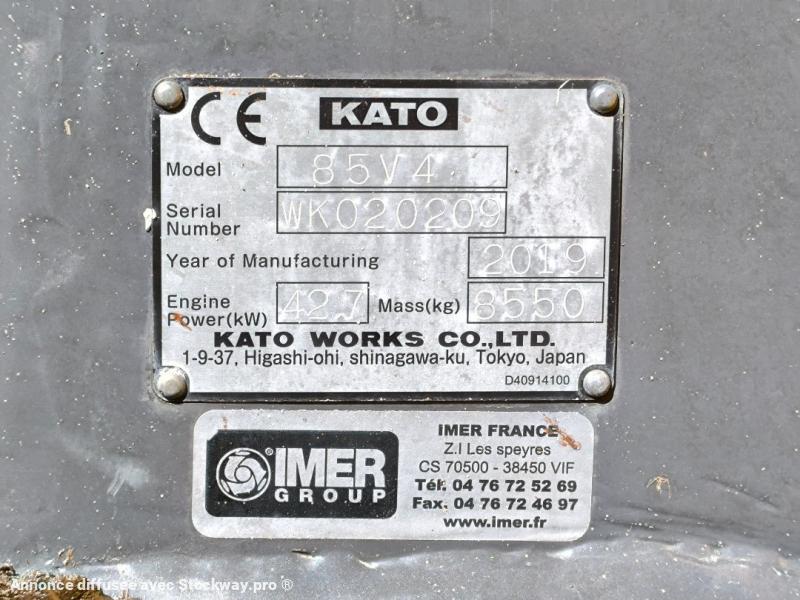 CE KATO
Model 85V4
Serial Number WK020209
Year of Manufacturing 2019
Engine Power(kW) 42.7 Mass(kg) 8550
KATO WORKS CO.,LTD.
1-9-37, Higashi-ohi, shinagawa-ku, Tokyo, Japan
D40914100
IMER
GROUP
IMER FRANCE
Z.I Les speyres
CS 70500 - 38450 VIF
Tél. 04 76 72 52 69
Fax. 04 76 72 46 97
www.imer.fr
Annonce diffusée avec Stockway.pro ®